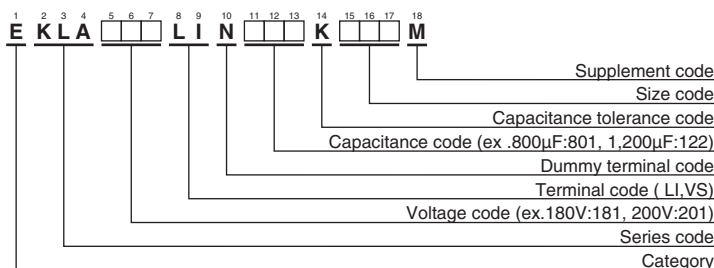 1 2 3 4 5 6 7 8 9 10 11 12 13 14 15 16 17 18
E K L A L I N K M
Supplement code
Size code
Capacitance tolerance code
Capacitance code (ex .800µF:801, 1,200µF:122)
Dummy terminal code
Terminal code ( LI,VS)
Voltage code (ex.180V:181, 200V:201)
Series code
Category